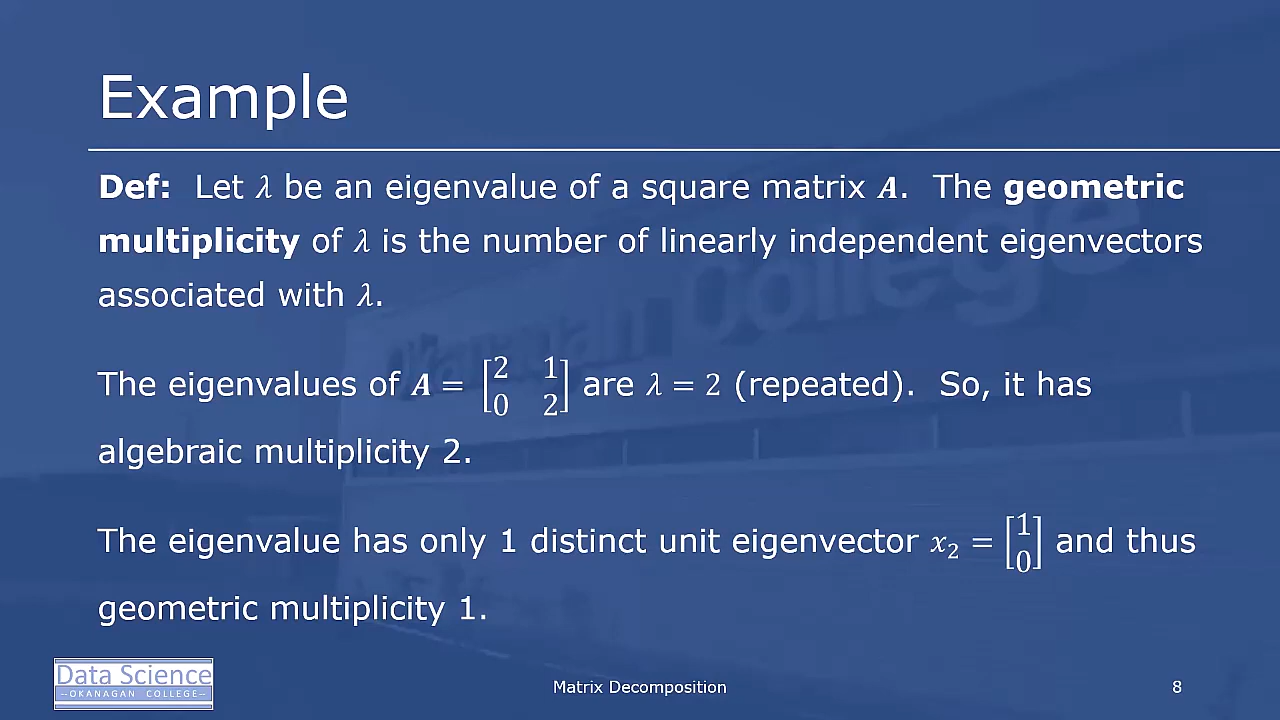 Example
Def: Let λ be an eigenvalue of a square matrix A. The geometric
multiplicity of λ is the number of linearly independent eigenvectors
associated with λ.
The eigenvalues of A = [2 1; 0 2] are λ = 2 (repeated). So, it has
algebraic multiplicity 2.
The eigenvalue has only 1 distinct unit eigenvector x₂ = [1; 0] and thus
geometric multiplicity 1.
Data Science
--OKANAGAN COLLEGE--
Matrix Decomposition
8
Okanagan College